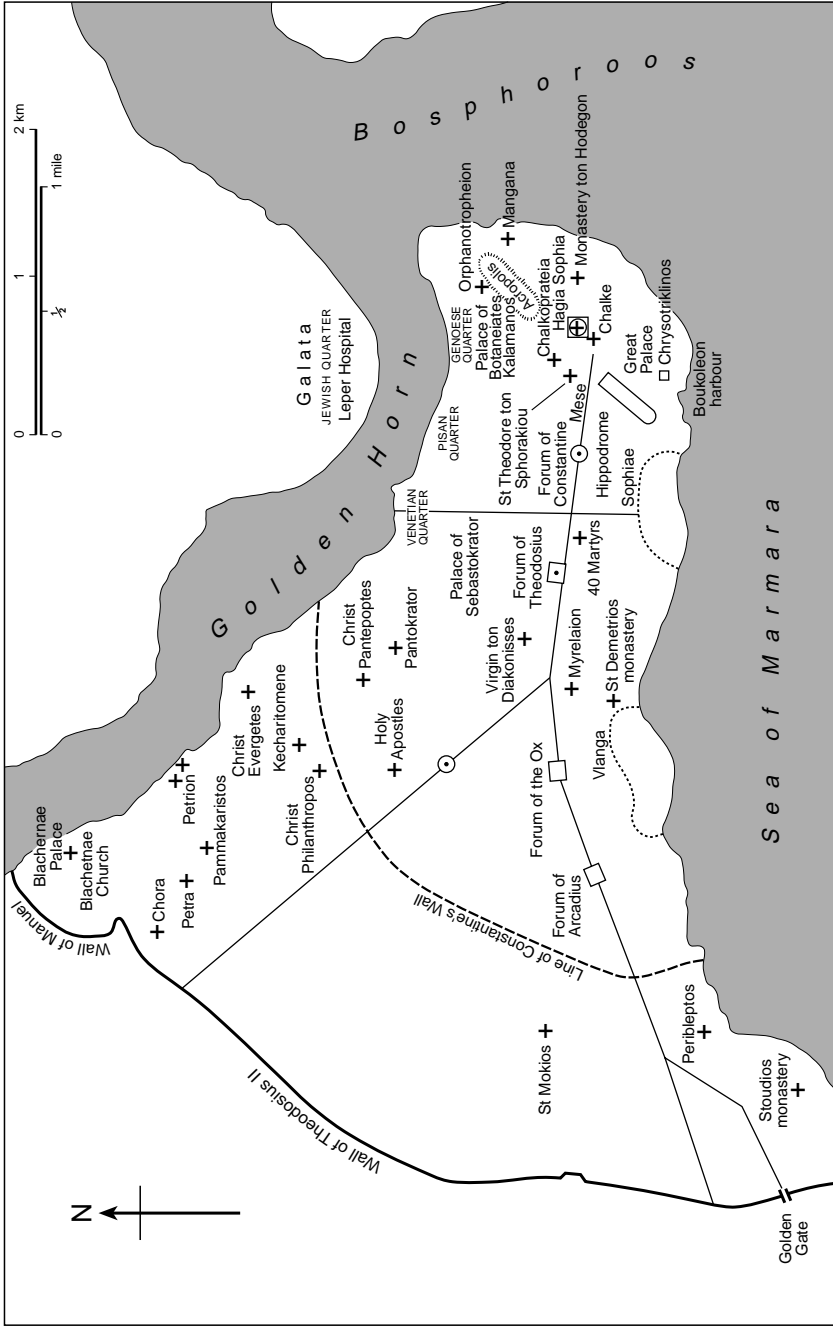 N
0
1
2 km
0
½
1 mile
Bosphoroos
Golden Horn
Sea of Marmara
Galata
JEWISH QUARTER
Leper Hospital
Wall of Manuel
Wall of Theodosius II
Line of Constantine's Wall
Blachernae
Palace
Blachetnae
Church
Chora
Petra
Petrion
Pammakaristos
Christ
Evergetes
Kecharitomene
Christ
Philanthropos
Christ
Pantepoptes
Pantokrator
Holy
Apostles
VENETIAN
QUARTER
PISAN
QUARTER
GENOESE
QUARTER
Palace of
Botaneiates
Kalamanos
Orphanotropheion
Acropolis
Mangana
Chalkoprateia
Hagia Sophia
Monastery ton Hodegon
Chalke
St Theodore ton
Sphorakiou
Mese
Forum of
Constantine
Hippodrome
Great
Palace
Chrysotriklinos
Boukoleon
harbour
Sophiae
Palace of
Sebastokrator
Forum of
Theodosius
40 Martyrs
Virgin ton
Diakonisses
Myrelaion
St Demetrios
monastery
Vlanga
Forum of the Ox
Forum of
Arcadius
St Mokios
Peribleptos
Stoudios
monastery
Golden
Gate